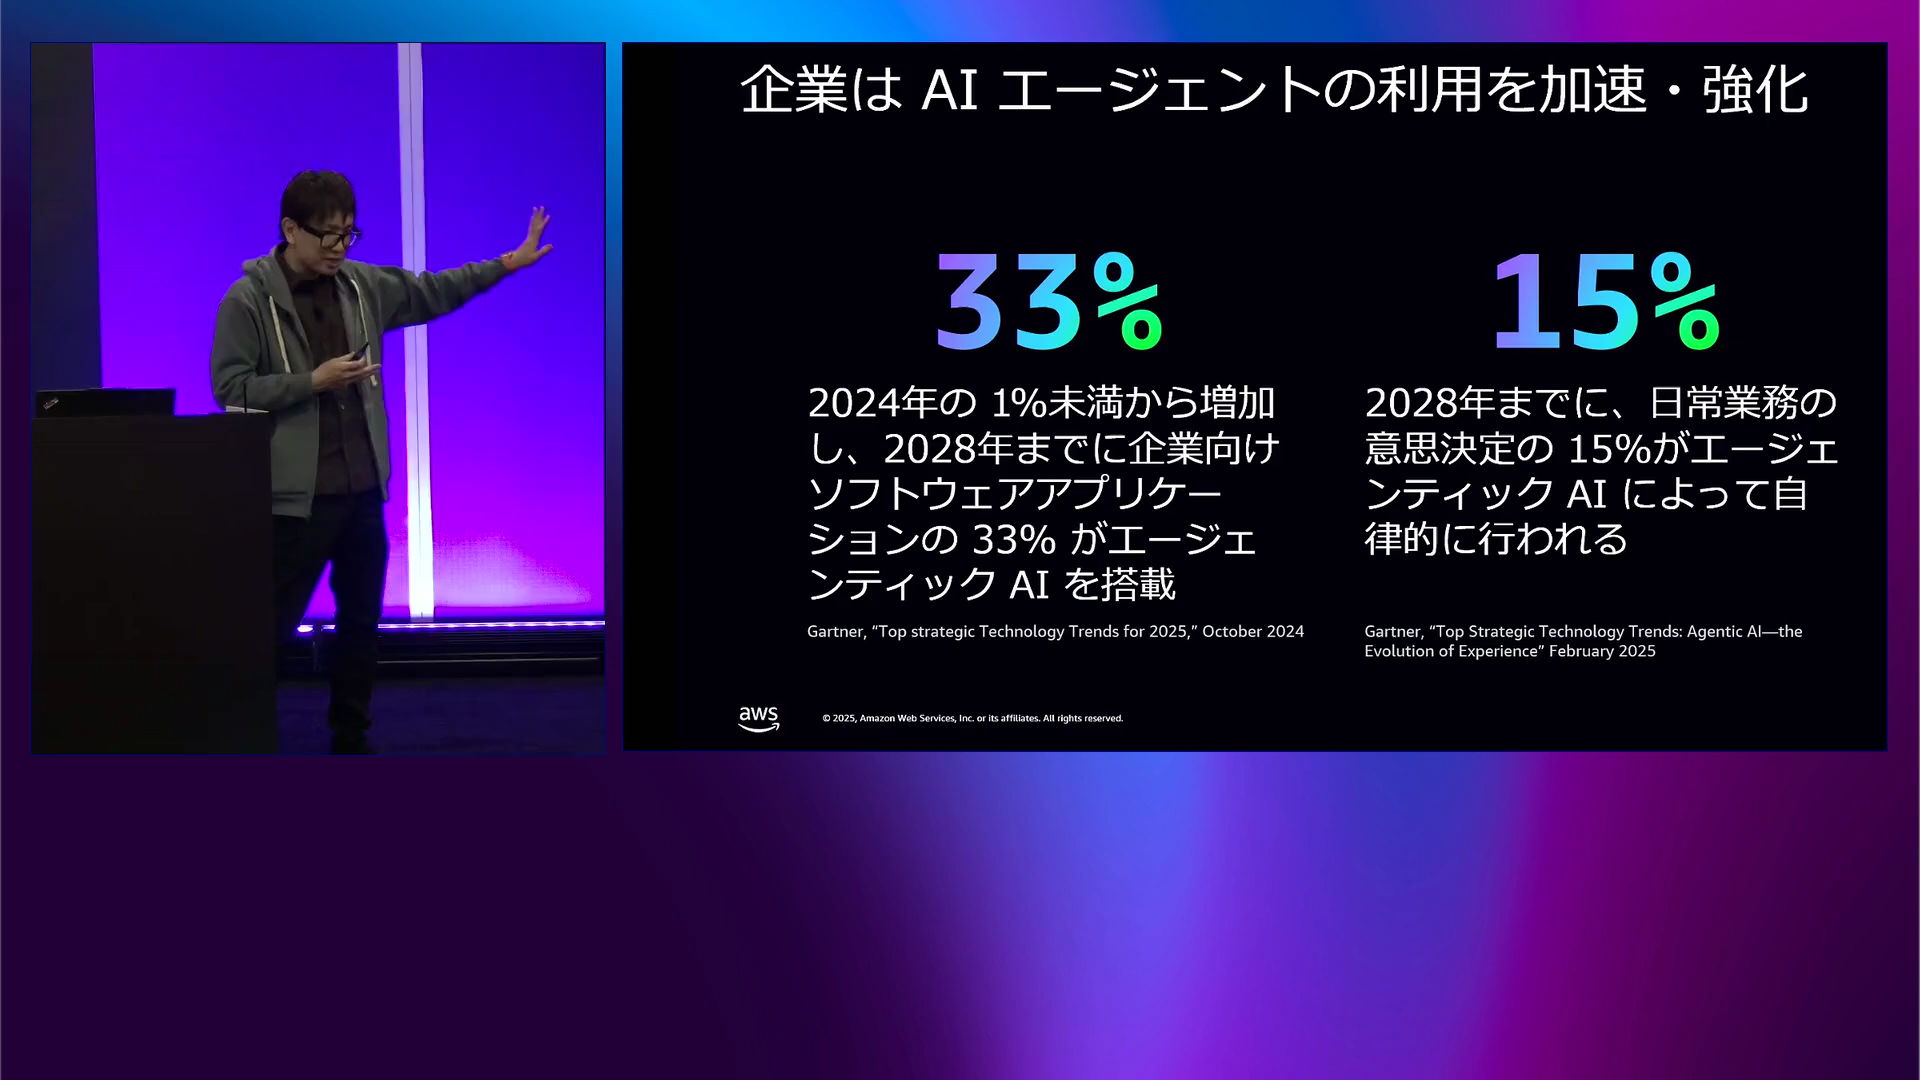 企業は AI エージェントの利用を加速・強化
33%
2024年の 1%未満から増加
し、2028年までに企業向け
ソフトウェアアプリケー
ションの 33% がエージェ
ンティック AI を搭載
Gartner, “Top strategic Technology Trends for 2025,” October 2024
15%
2028年までに、日常業務の
意思決定の 15%がエージェ
ンティック AI によって自
律的に行われる
Gartner, “Top Strategic Technology Trends: Agentic AI—the
Evolution of Experience” February 2025
aws
© 2025, Amazon Web Services, Inc. or its affiliates. All rights reserved.